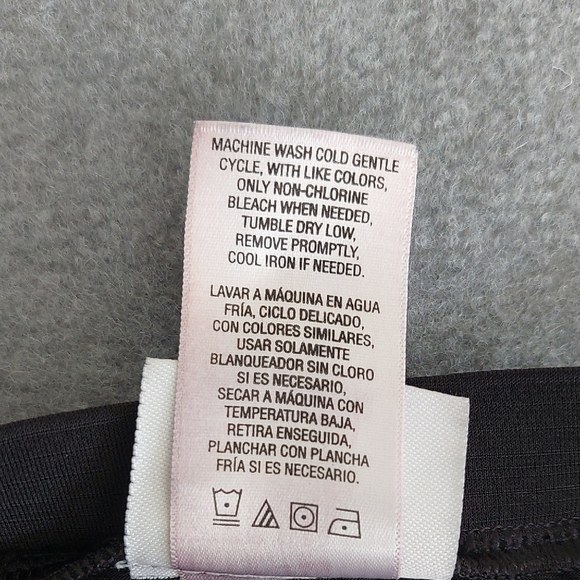 MACHINE WASH COLD GENTLE
CYCLE, WITH LIKE COLORS,
ONLY NON-CHLORINE
BLEACH WHEN NEEDED,
TUMBLE DRY LOW,
REMOVE PROMPTLY,
COOL IRON IF NEEDED.
LAVAR A MÁQUINA EN AGUA
FRÍA, CICLO DELICADO,
CON COLORES SIMILARES,
USAR SOLAMENTE
BLANQUEADOR SIN CLORO
SI ES NECESARIO,
SECAR A MÁQUINA CON
TEMPERATURA BAJA,
RETIRA ENSEGUIDA,
PLANCHAR CON PLANCHA
FRÍA SI ES NECESARIO.